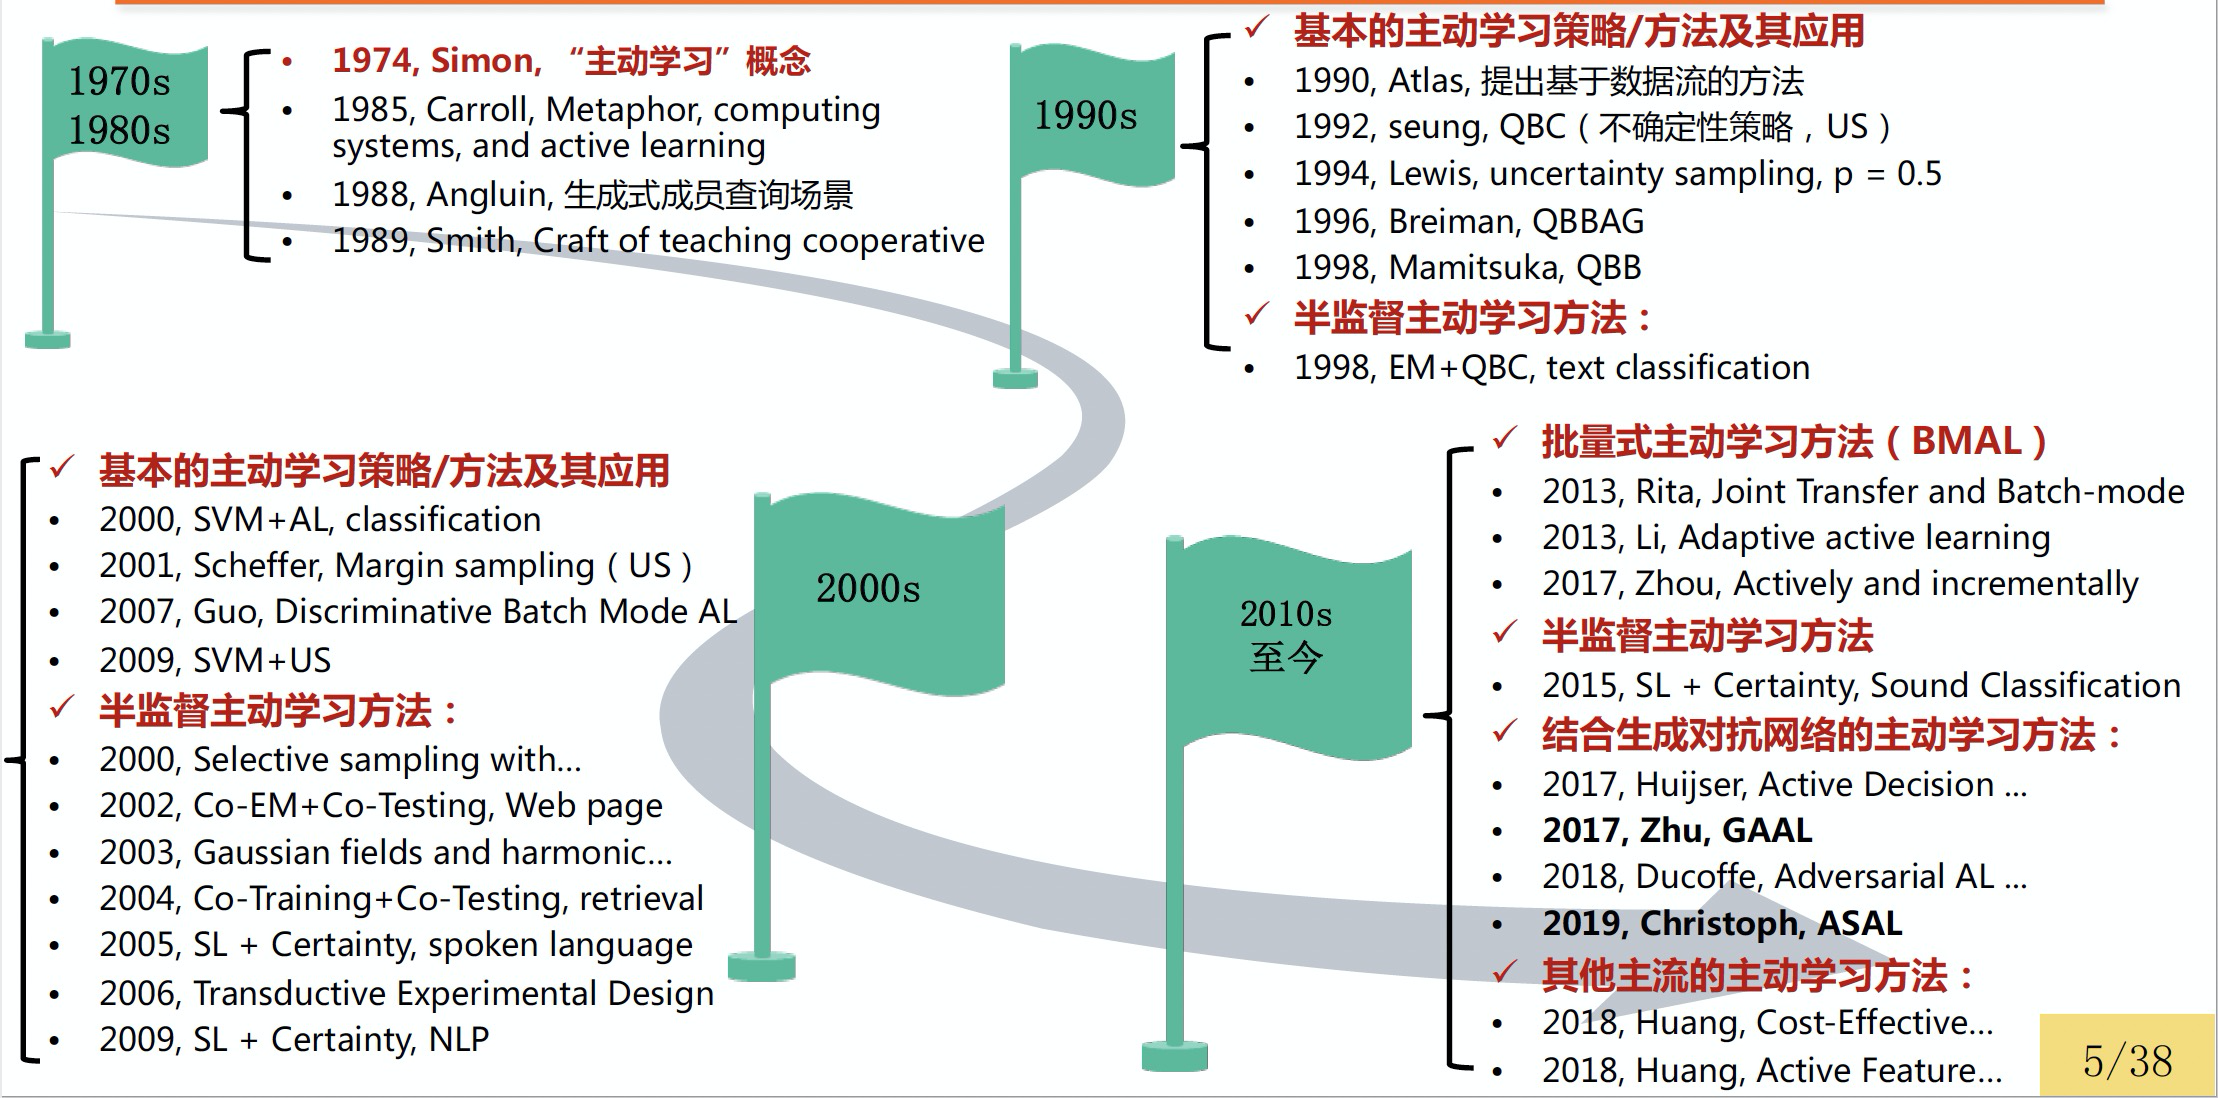 1970s
1980s
• 1974, Simon, “主动学习”概念
• 1985, Carroll, Metaphor, computing
systems, and active learning
• 1988, Angluin, 生成式成员查询场景
• 1989, Smith, Craft of teaching cooperative
1990s
✓ 基本的主动学习策略/方法及其应用
• 1990, Atlas, 提出基于数据流的方法
• 1992, seung, QBC（不确定性策略，US）
• 1994, Lewis, uncertainty sampling, p = 0.5
• 1996, Breiman, QBBAG
• 1998, Mamitsuka, QBB
✓ 半监督主动学习方法：
• 1998, EM+QBC, text classification
2000s
✓ 基本的主动学习策略/方法及其应用
• 2000, SVM+AL, classification
• 2001, Scheffer, Margin sampling（US）
• 2007, Guo, Discriminative Batch Mode AL
• 2009, SVM+US
✓ 半监督主动学习方法：
• 2000, Selective sampling with...
• 2002, Co-EM+Co-Testing, Web page
• 2003, Gaussian fields and harmonic...
• 2004, Co-Training+Co-Testing, retrieval
• 2005, SL + Certainty, spoken language
• 2006, Transductive Experimental Design
• 2009, SL + Certainty, NLP
2010s
至今
✓ 批量式主动学习方法（BMAL）
• 2013, Rita, Joint Transfer and Batch-mode
• 2013, Li, Adaptive active learning
• 2017, Zhou, Actively and incrementally
✓ 半监督主动学习方法
• 2015, SL + Certainty, Sound Classification
✓ 结合生成对抗网络的主动学习方法：
• 2017, Huijser, Active Decision ...
• 2017, Zhu, GAAL
• 2018, Ducoffe, Adversarial AL ...
• 2019, Christoph, ASAL
✓ 其他主流的主动学习方法：
• 2018, Huang, Cost-Effective...
• 2018, Huang, Active Feature...
5/38